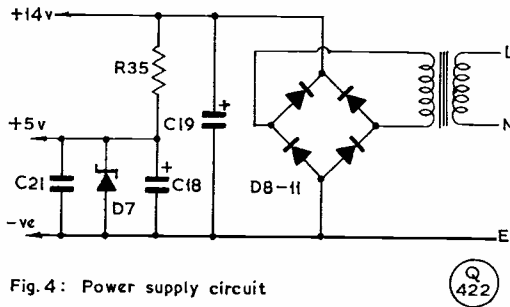 +14v
R35
L
C19
+
N
+5v
+
C21
C18
D8-11
D7
-ve
E
Fig. 4: Power supply circuit
Q
422